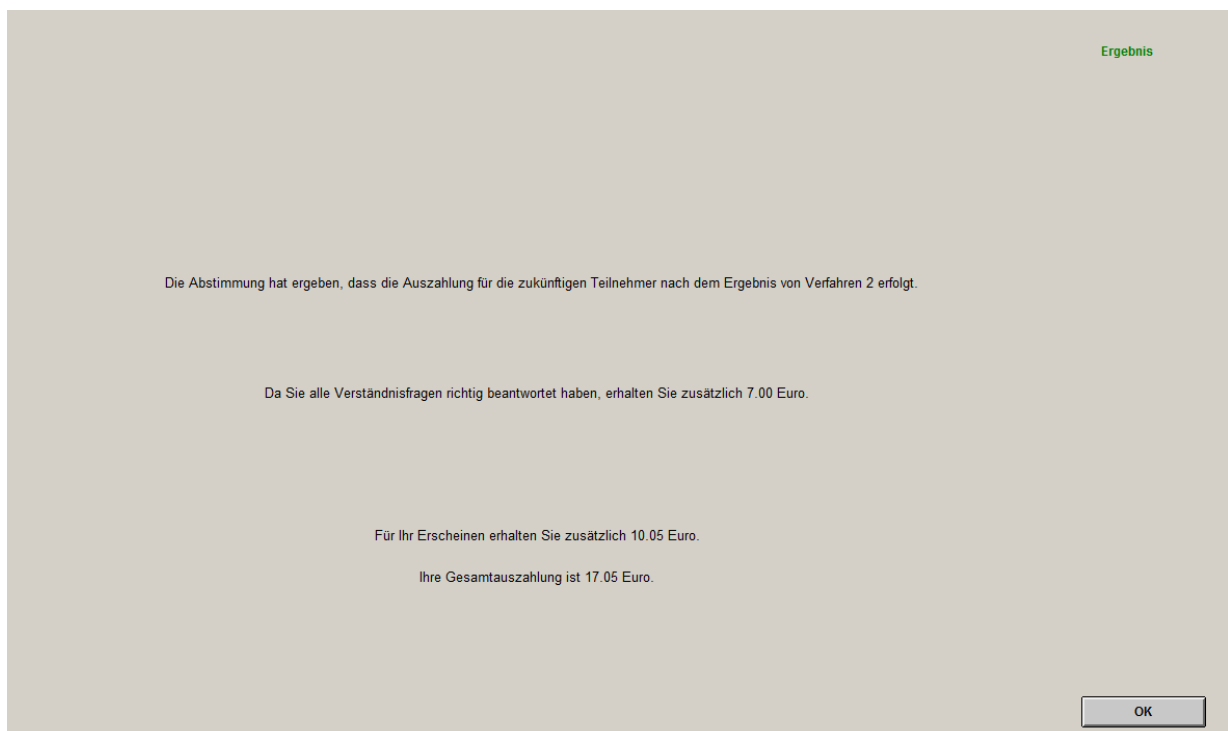 Ergebnis
Die Abstimmung hat ergeben, dass die Auszahlung für die zukünftigen Teilnehmer nach dem Ergebnis von Verfahren 2 erfolgt.
Da Sie alle Verständnisfragen richtig beantwortet haben, erhalten Sie zusätzlich 7.00 Euro.
Für Ihr Erscheinen erhalten Sie zusätzlich 10.05 Euro.
Ihre Gesamtauszahlung ist 17.05 Euro.
OK